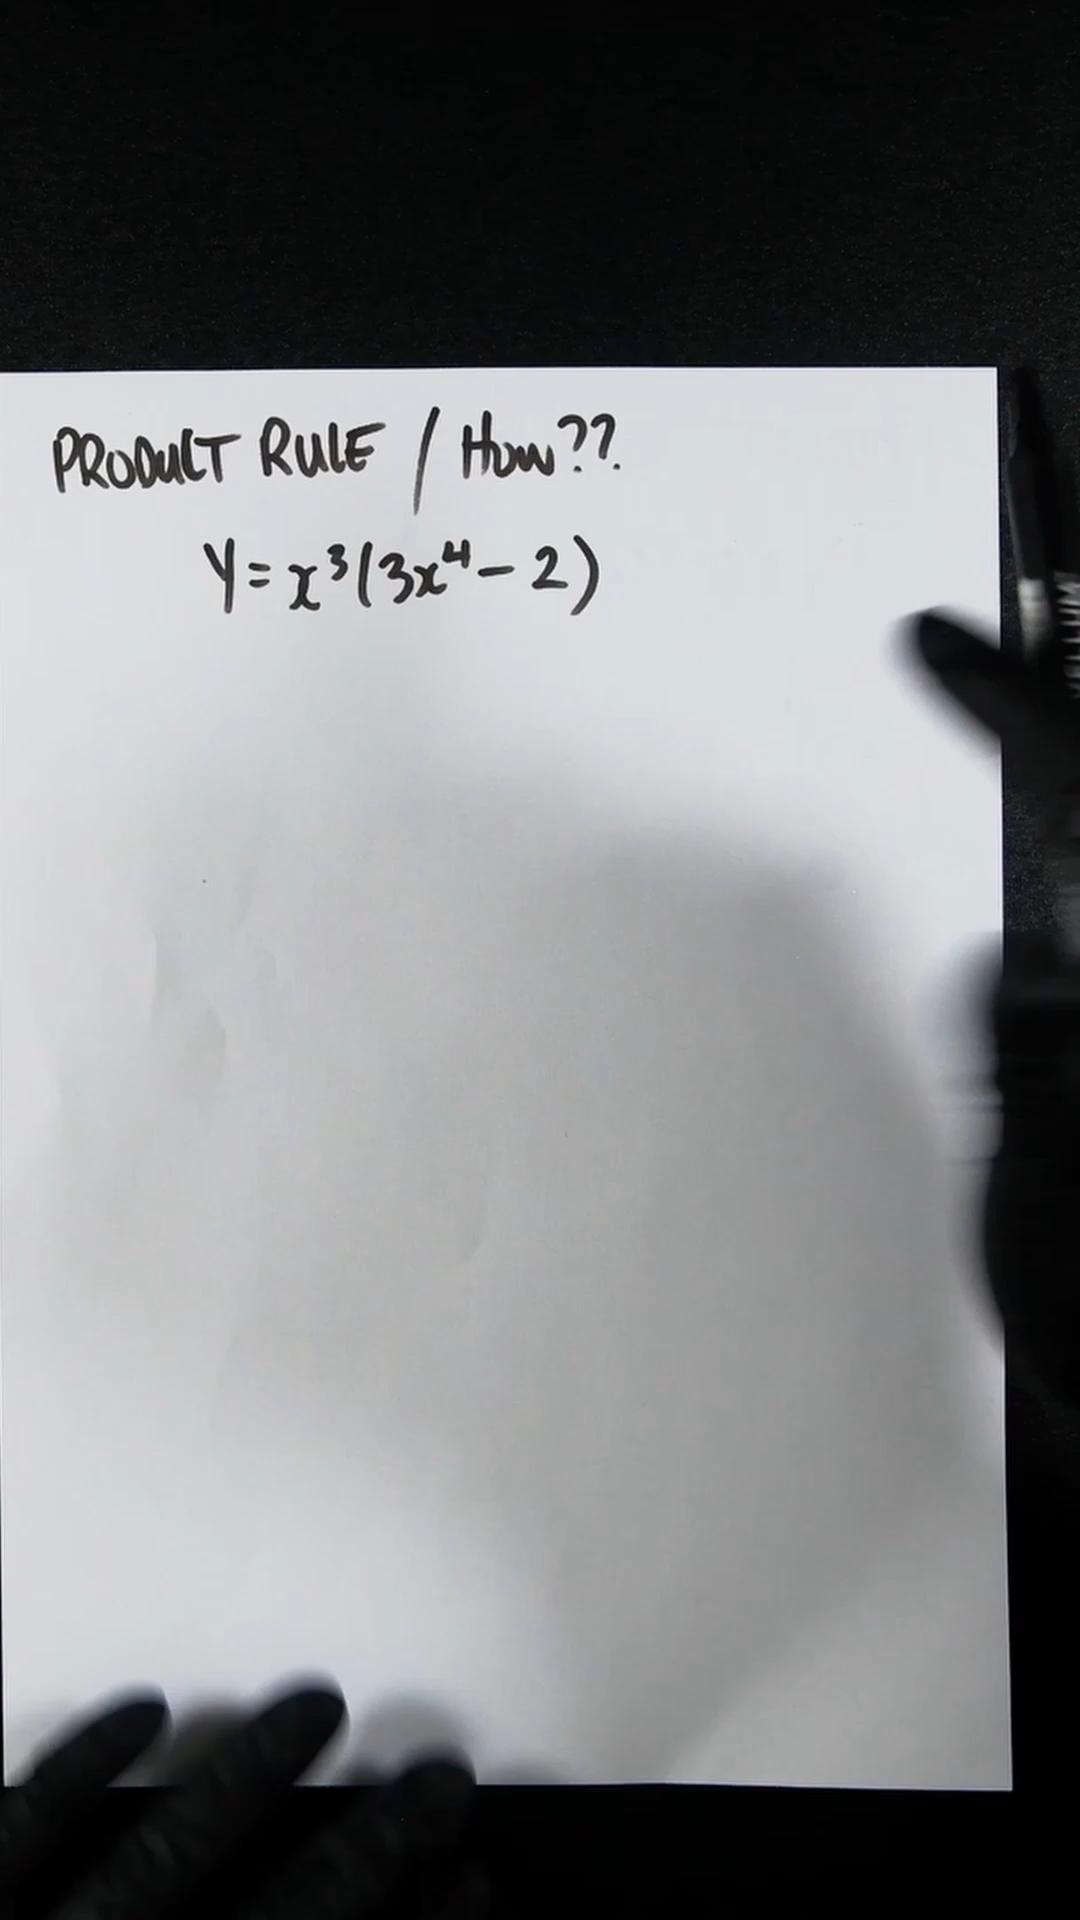 PRODUCT RULE / How??
Y = x³(3x⁴ - 2)